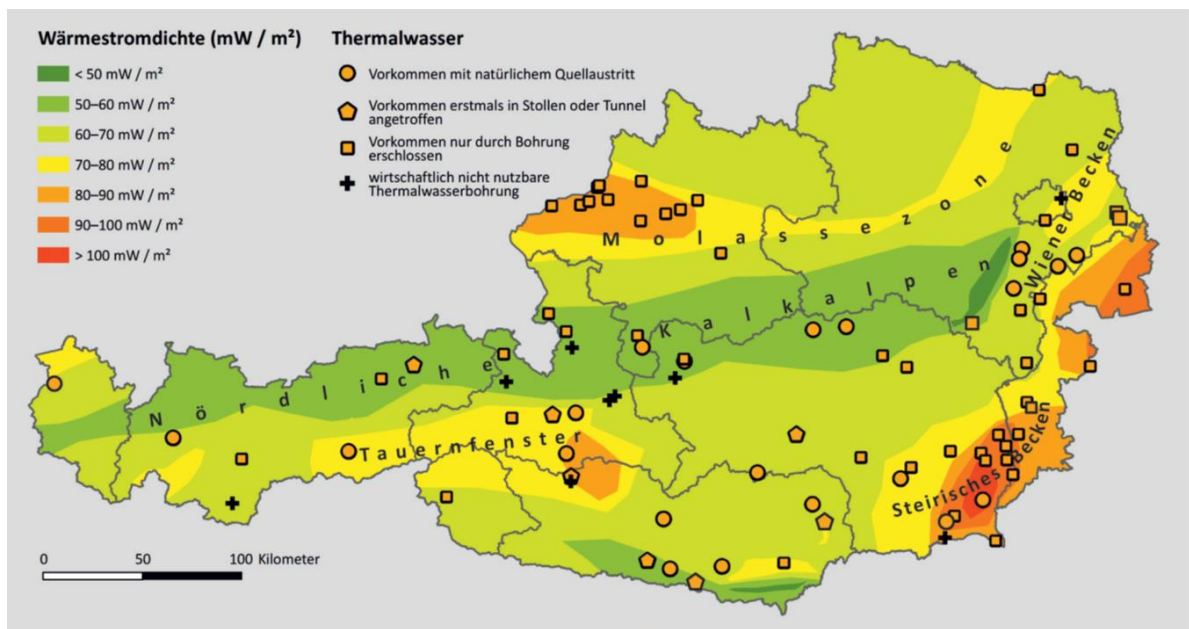 Wärmestromdichte (mW / m²)
< 50 mW / m²
50–60 mW / m²
60–70 mW / m²
70–80 mW / m²
80–90 mW / m²
90–100 mW / m²
> 100 mW / m²
Thermalwasser
Vorkommen mit natürlichem Quellaustritt
Vorkommen erstmals in Stollen oder Tunnel
angetroffen
Vorkommen nur durch Bohrung
erschlossen
wirtschaftlich nicht nutzbare
Thermalwasserbohrung
Molassezone
Wiener Becken
Nördliche Kalkalpen
Tauernfenster
Steirisches Becken
0 50 100 Kilometer